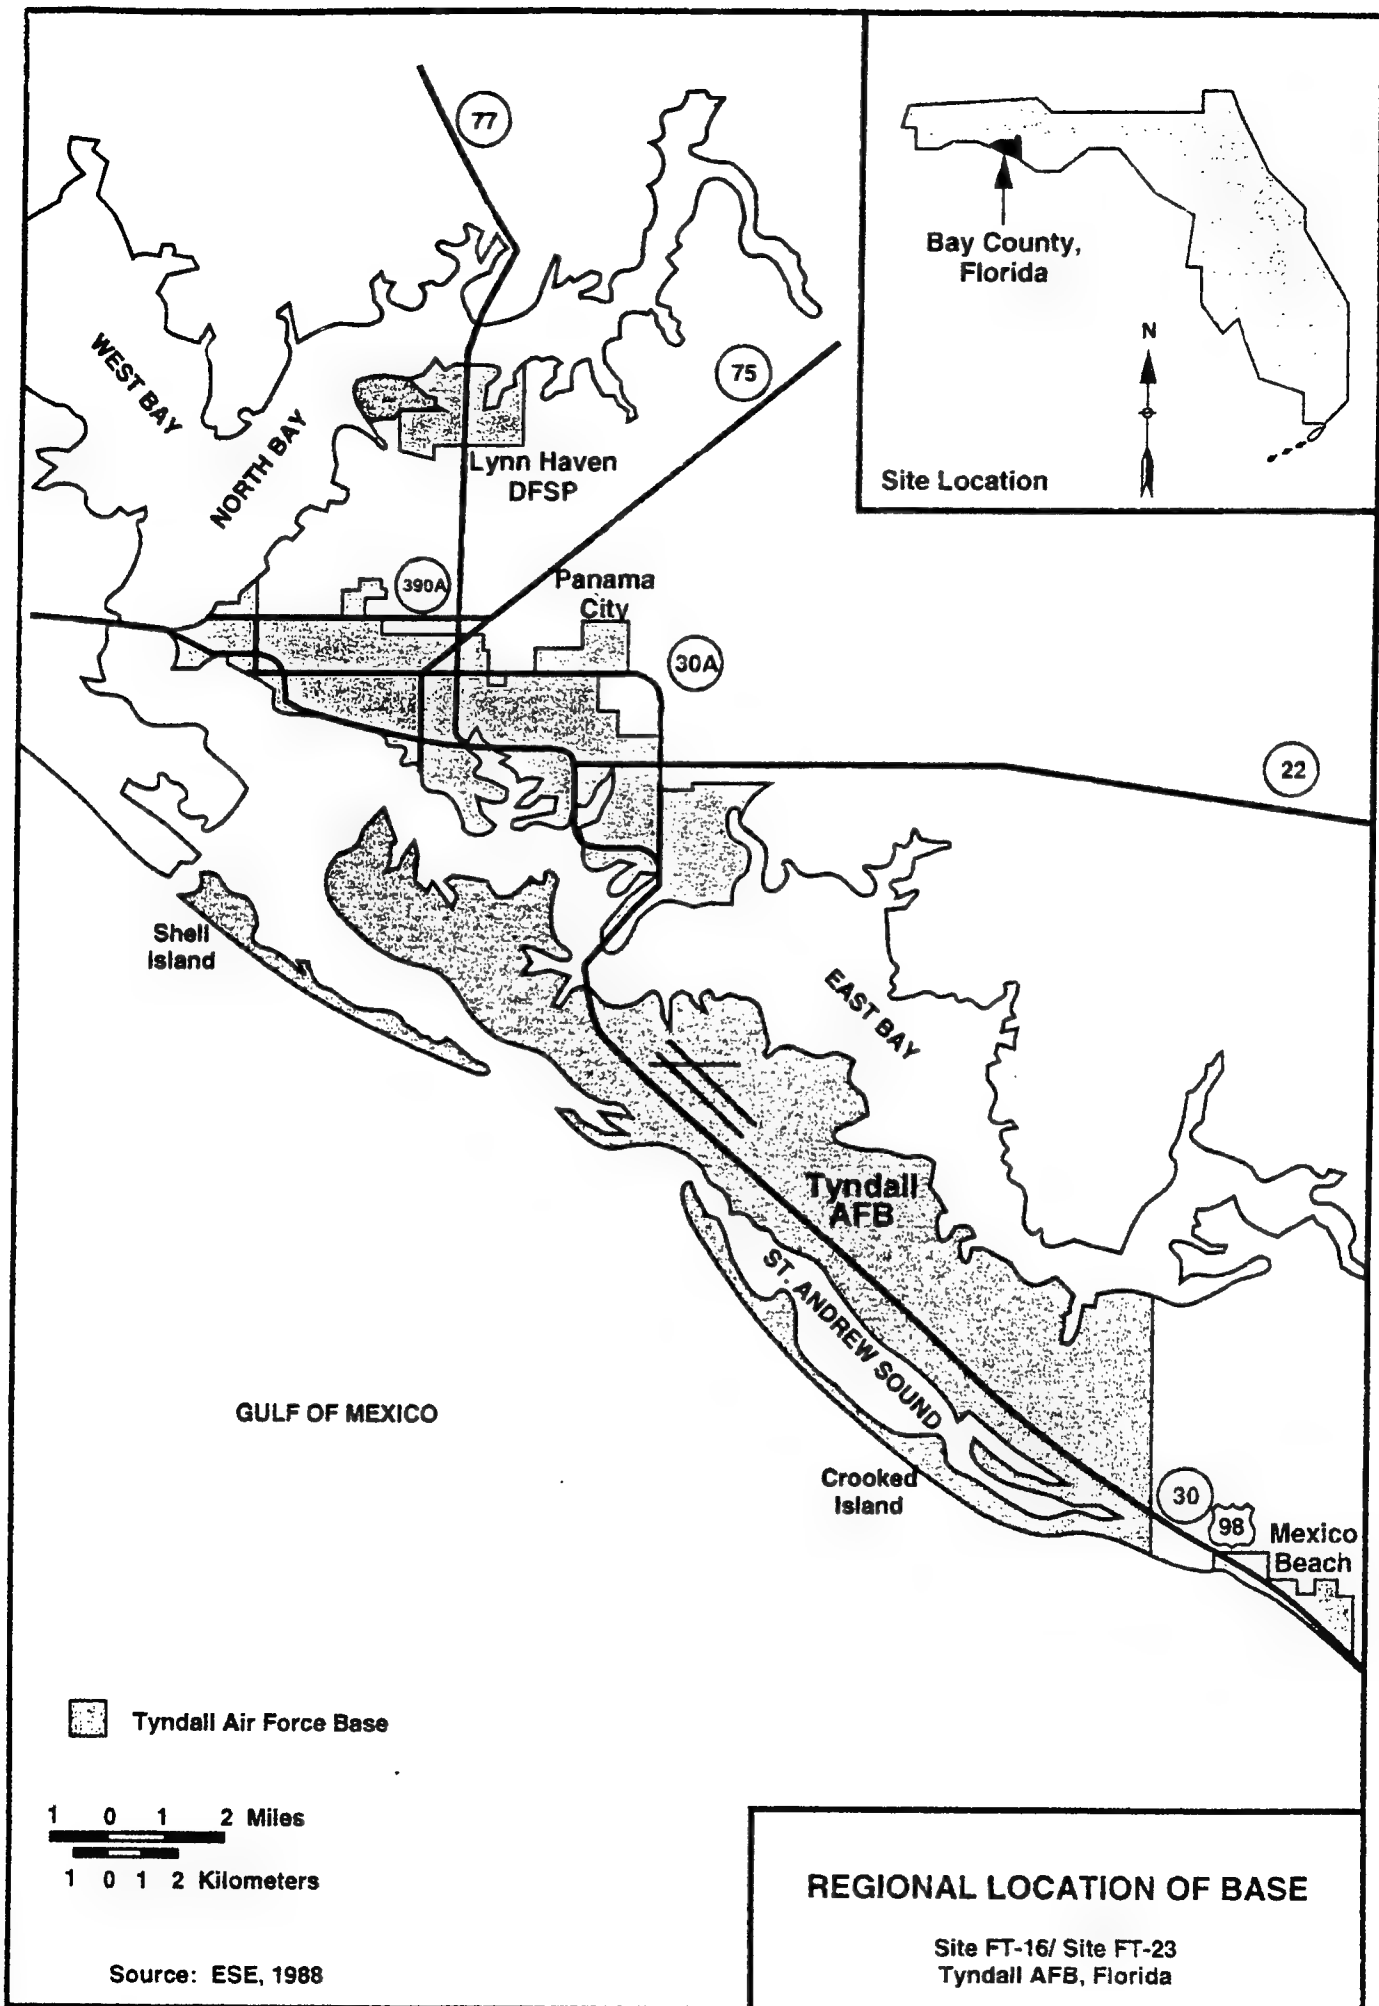 77
Bay County,
Florida
N
Site Location
WEST BAY
NORTH BAY
75
Lynn Haven
DFSP
390A
Panama
City
30A
22
Shell
Island
EAST BAY
Tyndall
AFB
ST. ANDREW SOUND
GULF OF MEXICO
Crooked
Island
30
98
Mexico
Beach
Tyndall Air Force Base
1 0 1 2 Miles
1 0 1 2 Kilometers
REGIONAL LOCATION OF BASE
Site FT-16/ Site FT-23
Tyndall AFB, Florida
Source: ESE, 1988